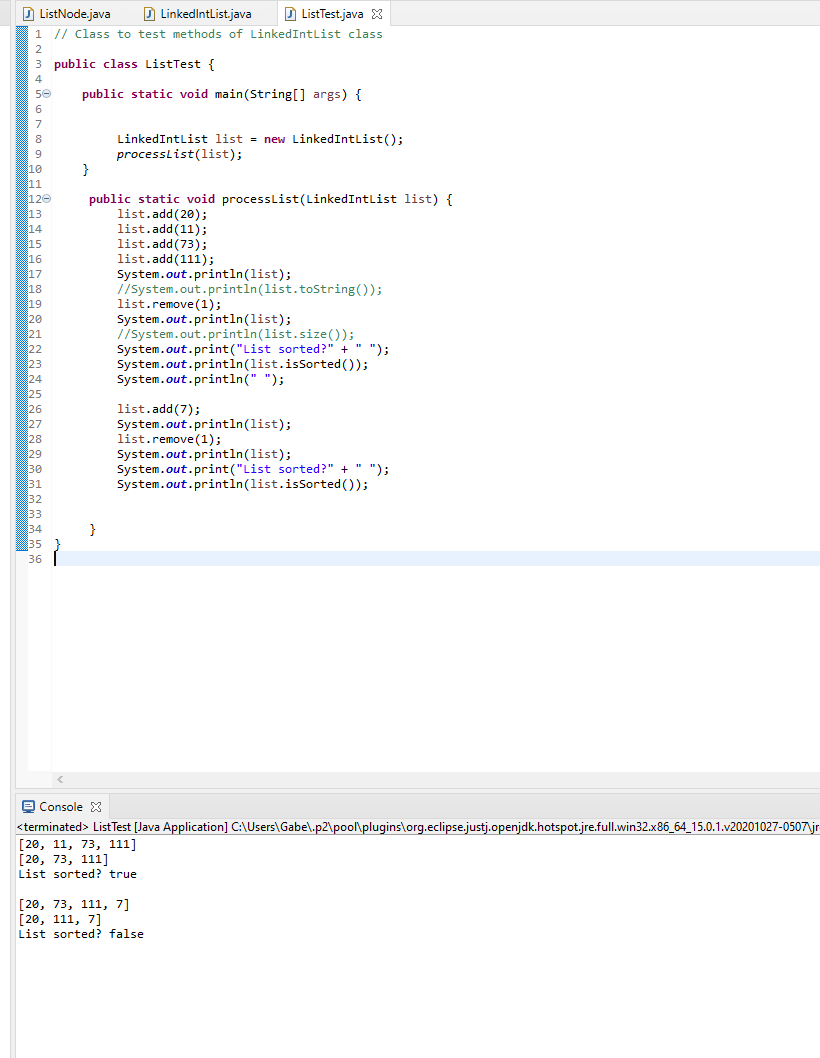 ListNode.java LinkedIntList.java ListTest.java
1 // Class to test methods of LinkedIntList class
2
3 public class ListTest {
4
5 public static void main(String[] args) {
6
7
8 LinkedIntList list = new LinkedIntList();
9 processList(list);
10 }
11
12 public static void processList(LinkedIntList list) {
13 list.add(20);
14 list.add(11);
15 list.add(73);
16 list.add(111);
17 System.out.println(list);
18 //System.out.println(list.toString());
19 list.remove(1);
20 System.out.println(list);
21 //System.out.println(list.size());
22 System.out.print("List sorted?" + " ");
23 System.out.println(list.isSorted());
24 System.out.println(" ");
25
26 list.add(7);
27 System.out.println(list);
28 list.remove(1);
29 System.out.println(list);
30 System.out.print("List sorted?" + " ");
31 System.out.println(list.isSorted());
32
33
34 }
35 }
36
Console
<terminated> ListTest [Java Application] C:\Users\Gabe\.p2\pool\plugins\org.eclipse.justj.openjdk.hotspot.jre.full.win32.x86_64_15.0.1.v20201027-0507\jr
[20, 11, 73, 111]
[20, 73, 111]
List sorted? true
[20, 73, 111, 7]
[20, 111, 7]
List sorted? false